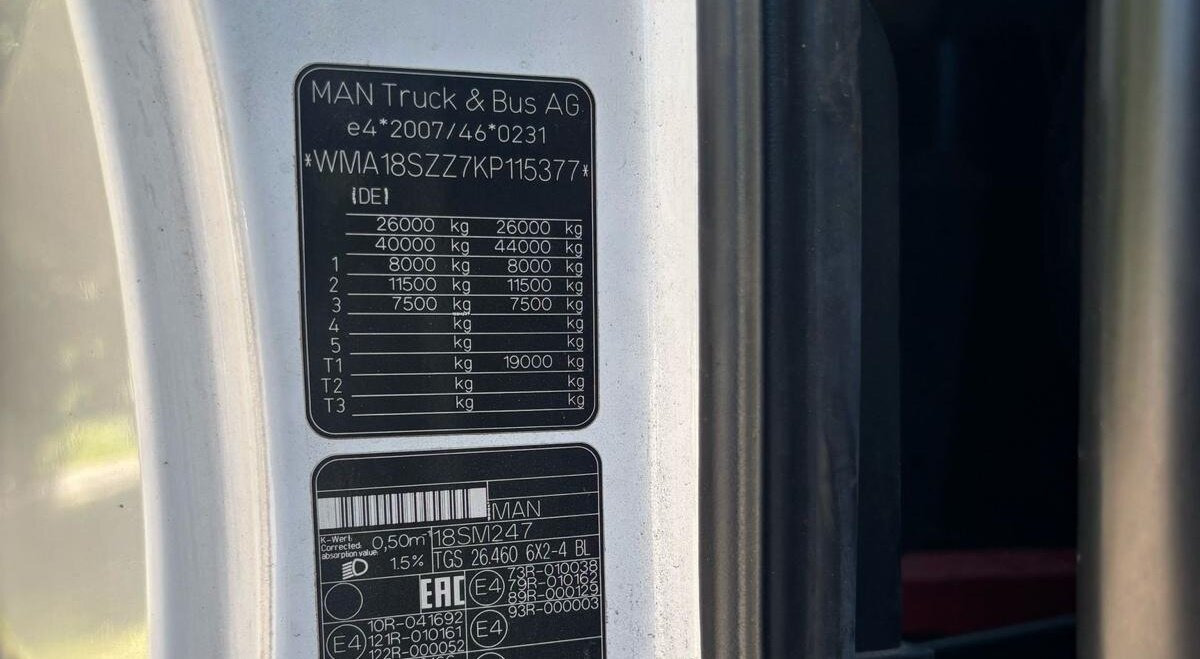 MAN Truck & Bus AG
e4*2007/46*0231
*WMA18SZZ7KP115377*
(DE)
26000 kg 26000 kg
40000 kg 44000 kg
1 8000 kg 8000 kg
2 11500 kg 11500 kg
3 7500 kg 7500 kg
4 kg kg
5 kg kg
T1 kg 19000 kg
T2 kg kg
T3 kg kg
MAN
K-Wert:
Corrected
absorption value:
0,50m⁻¹
18SM247
1.5%
TGS 26.460 6X2-4 BL
EAC
E4
73R-010038
79R-010162
89R-000129
93R-000003
E4
E4
10R-041692
121R-010161
122R-000052